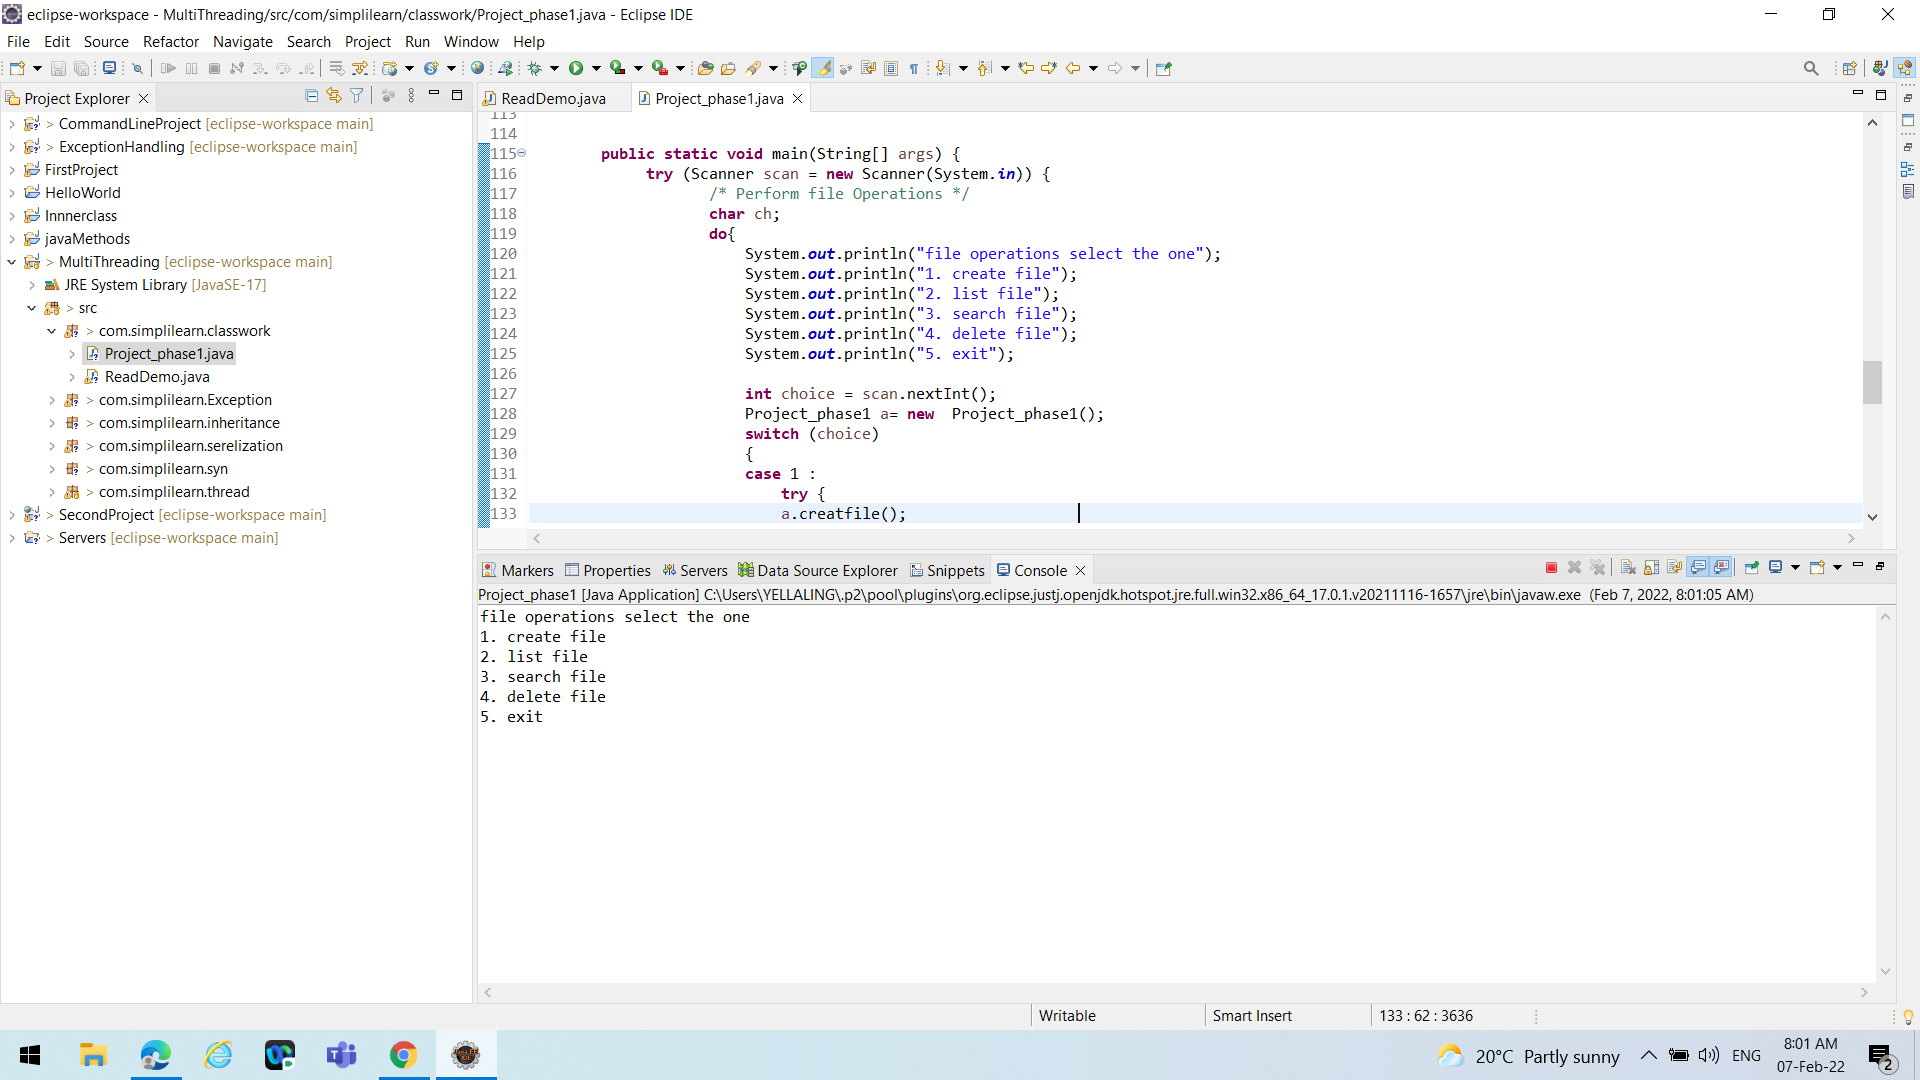 eclipse-workspace - MultiThreading/src/com/simplilearn/classwork/Project_phase1.java - Eclipse IDE
File Edit Source Refactor Navigate Search Project Run Window Help
Project Explorer
CommandLineProject [eclipse-workspace main]
> ExceptionHandling [eclipse-workspace main]
FirstProject
HelloWorld
Innnerclass
javaMethods
> MultiThreading [eclipse-workspace main]
JRE System Library [JavaSE-17]
> src
> com.simplilearn.classwork
Project_phase1.java
> ReadDemo.java
> com.simplilearn.Exception
> com.simplilearn.inheritance
> com.simplilearn.serelization
> com.simplilearn.syn
> com.simplilearn.thread
> SecondProject [eclipse-workspace main]
> Servers [eclipse-workspace main]
ReadDemo.java Project_phase1.java
113
114
115 public static void main(String[] args) {
116 try (Scanner scan = new Scanner(System.in)) {
117 /* Perform file Operations */
118 char ch;
119 do{
120 System.out.println("file operations select the one");
121 System.out.println("1. create file");
122 System.out.println("2. list file");
123 System.out.println("3. search file");
124 System.out.println("4. delete file");
125 System.out.println("5. exit");
126
127 int choice = scan.nextInt();
128 Project_phase1 a= new  Project_phase1();
129 switch (choice)
130 {
131 case 1 :
132 try {
133 a.creatfile();
Markers Properties Servers Data Source Explorer Snippets Console
Project_phase1 [Java Application] C:\Users\YELLALING\.p2\pool\plugins\org.eclipse.justj.openjdk.hotspot.jre.full.win32.x86_64_17.0.1.v20211116-1657\jre\bin\javaw.exe (Feb 7, 2022, 8:01:05 AM)
file operations select the one
1. create file
2. list file
3. search file
4. delete file
5. exit
Writable Smart Insert 133 : 62 : 3636
20°C Partly sunny ENG 8:01 AM
07-Feb-22 2